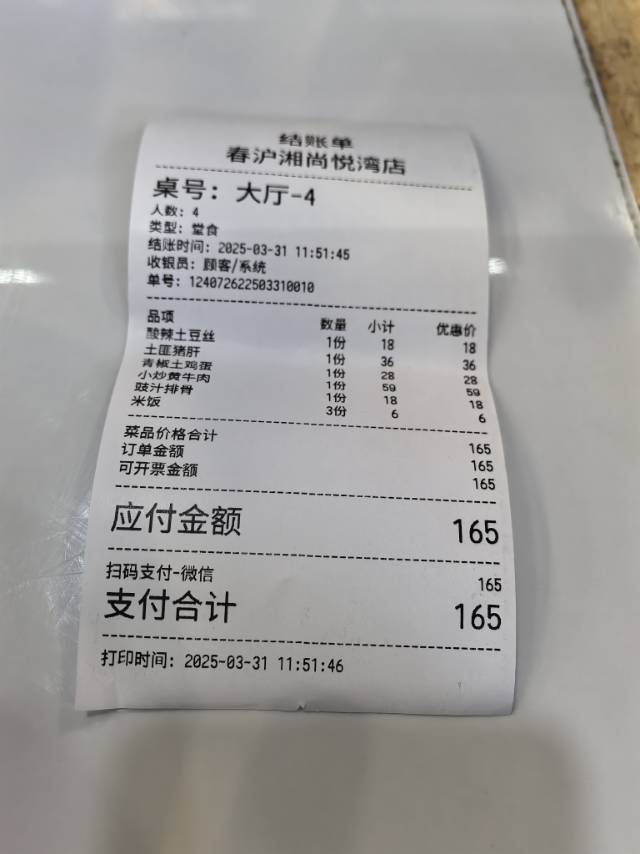 结账单
春沪湘尚悦湾店
桌号：大厅-4
人数：4
类型：堂食
结账时间：2025-03-31 11:51:45
收银员：顾客/系统
单号：124072622503310010
品项 数量 小计 优惠价
酸辣土豆丝 1份 18 18
土匪猪肝 1份 36 36
青椒土鸡蛋 1份 28 28
小炒黄牛肉 1份 59 59
豉汁排骨 1份 18 18
米饭 3份 6 6
菜品价格合计 165
订单金额 165
可开票金额 165
应付金额 165
扫码支付-微信 165
支付合计 165
打印时间：2025-03-31 11:51:46